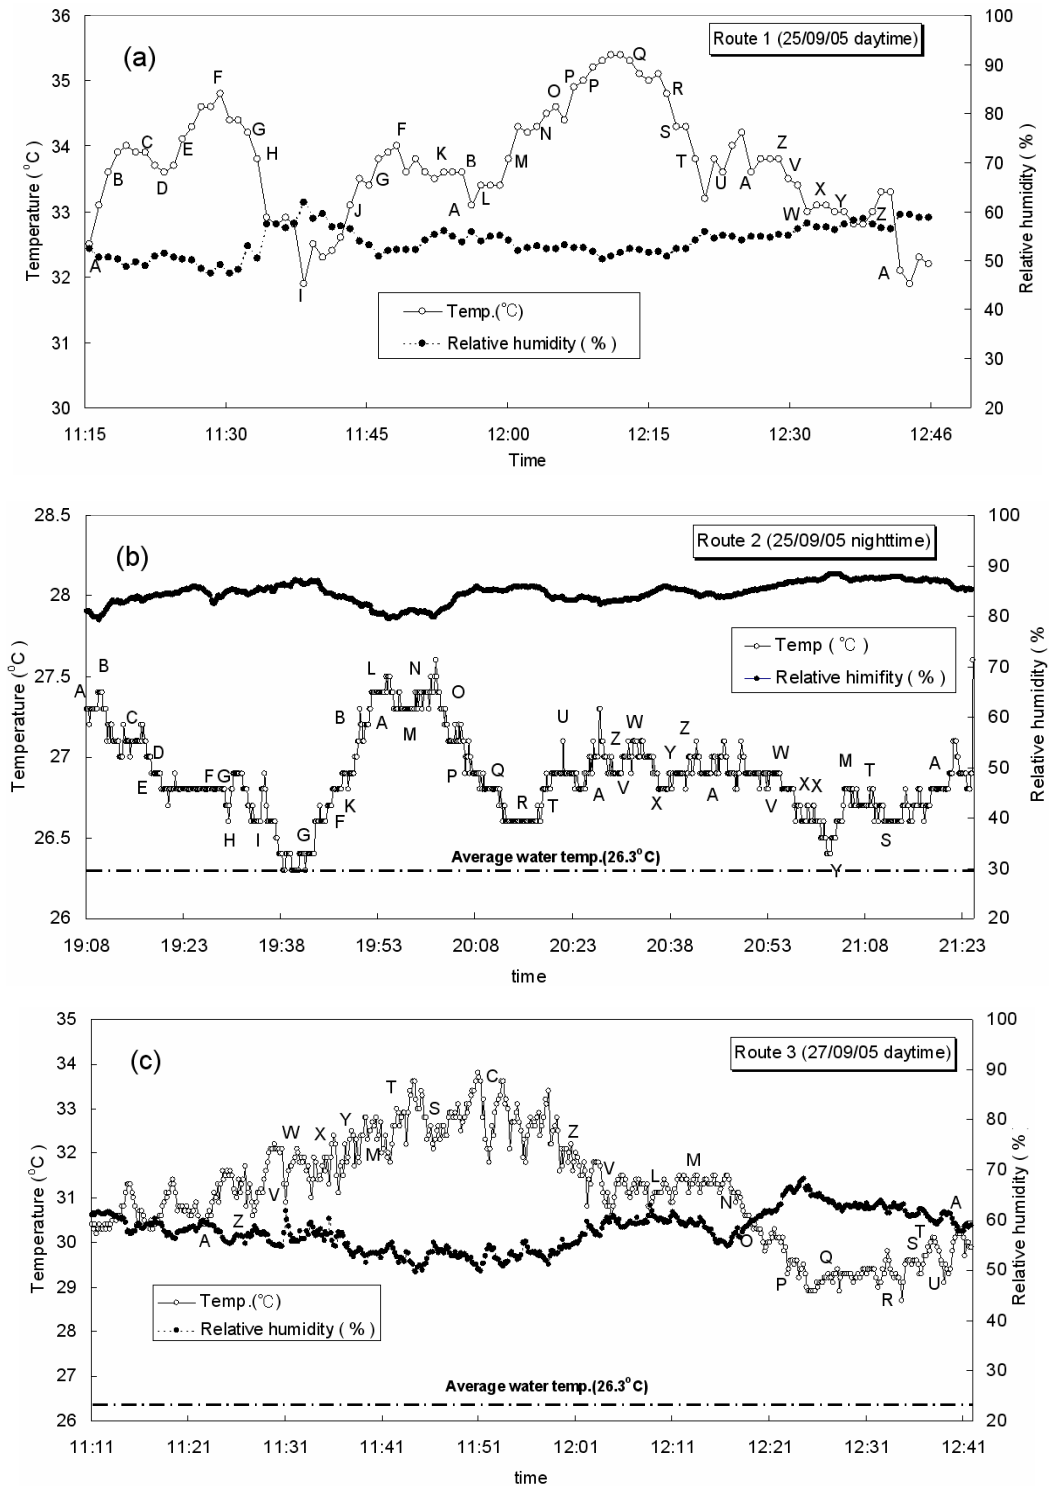 36
100
(a)
Route 1 (25/09/05 daytime)
35
90
34
80
33
70
32
60
31
50
30
40
30
20
Temperature ( °C)
Relative humidity ( % )
A
B
C
D
E
F
G
H
I
J
G
F
K
A
B
L
M
N
O
P
P
Q
R
S
T
U
A
Z
V
W
X
Y
Z
A
Temp.(℃)
Relative humidity ( % )
11:15 11:30 11:45 12:00 12:15 12:30 12:46
Time
28.5
100
(b)
Route 2 (25/09/05 nighttime)
28
90
27.5
80
27
70
26.5
60
26
50
40
30
20
Temperature (°C )
Relative humidity ( %
Temp ( ℃ )
Relative himifity ( % )
A
B
C
D
E
F
G
H
I
G
F
K
B
L
A
M
N
O
P
Q
R
T
U
A
Z
V
W
X
Y
Z
A
V
W
X X
Y
M
T
S
A
Average water temp.(26.3°C)
19:08 19:23 19:38 19:53 20:08 20:23 20:38 20:53 21:08 21:23
time
35
100
(c)
Route 3 (27/09/05 daytime)
34
90
33
80
32
70
31
60
30
50
29
40
28
30
27
20
26
Temperature ( °C)
Relative humidity ( % )
A
Z
V
W
X
Y
M
T
S
C
Z
V
L
M
N
O
P
Q
R
S
T
U
A
Temp.(℃)
Relative humidity ( % )
Average water temp.(26.3°C)
11:11 11:21 11:31 11:41 11:51 12:01 12:11 12:21 12:31 12:41
time